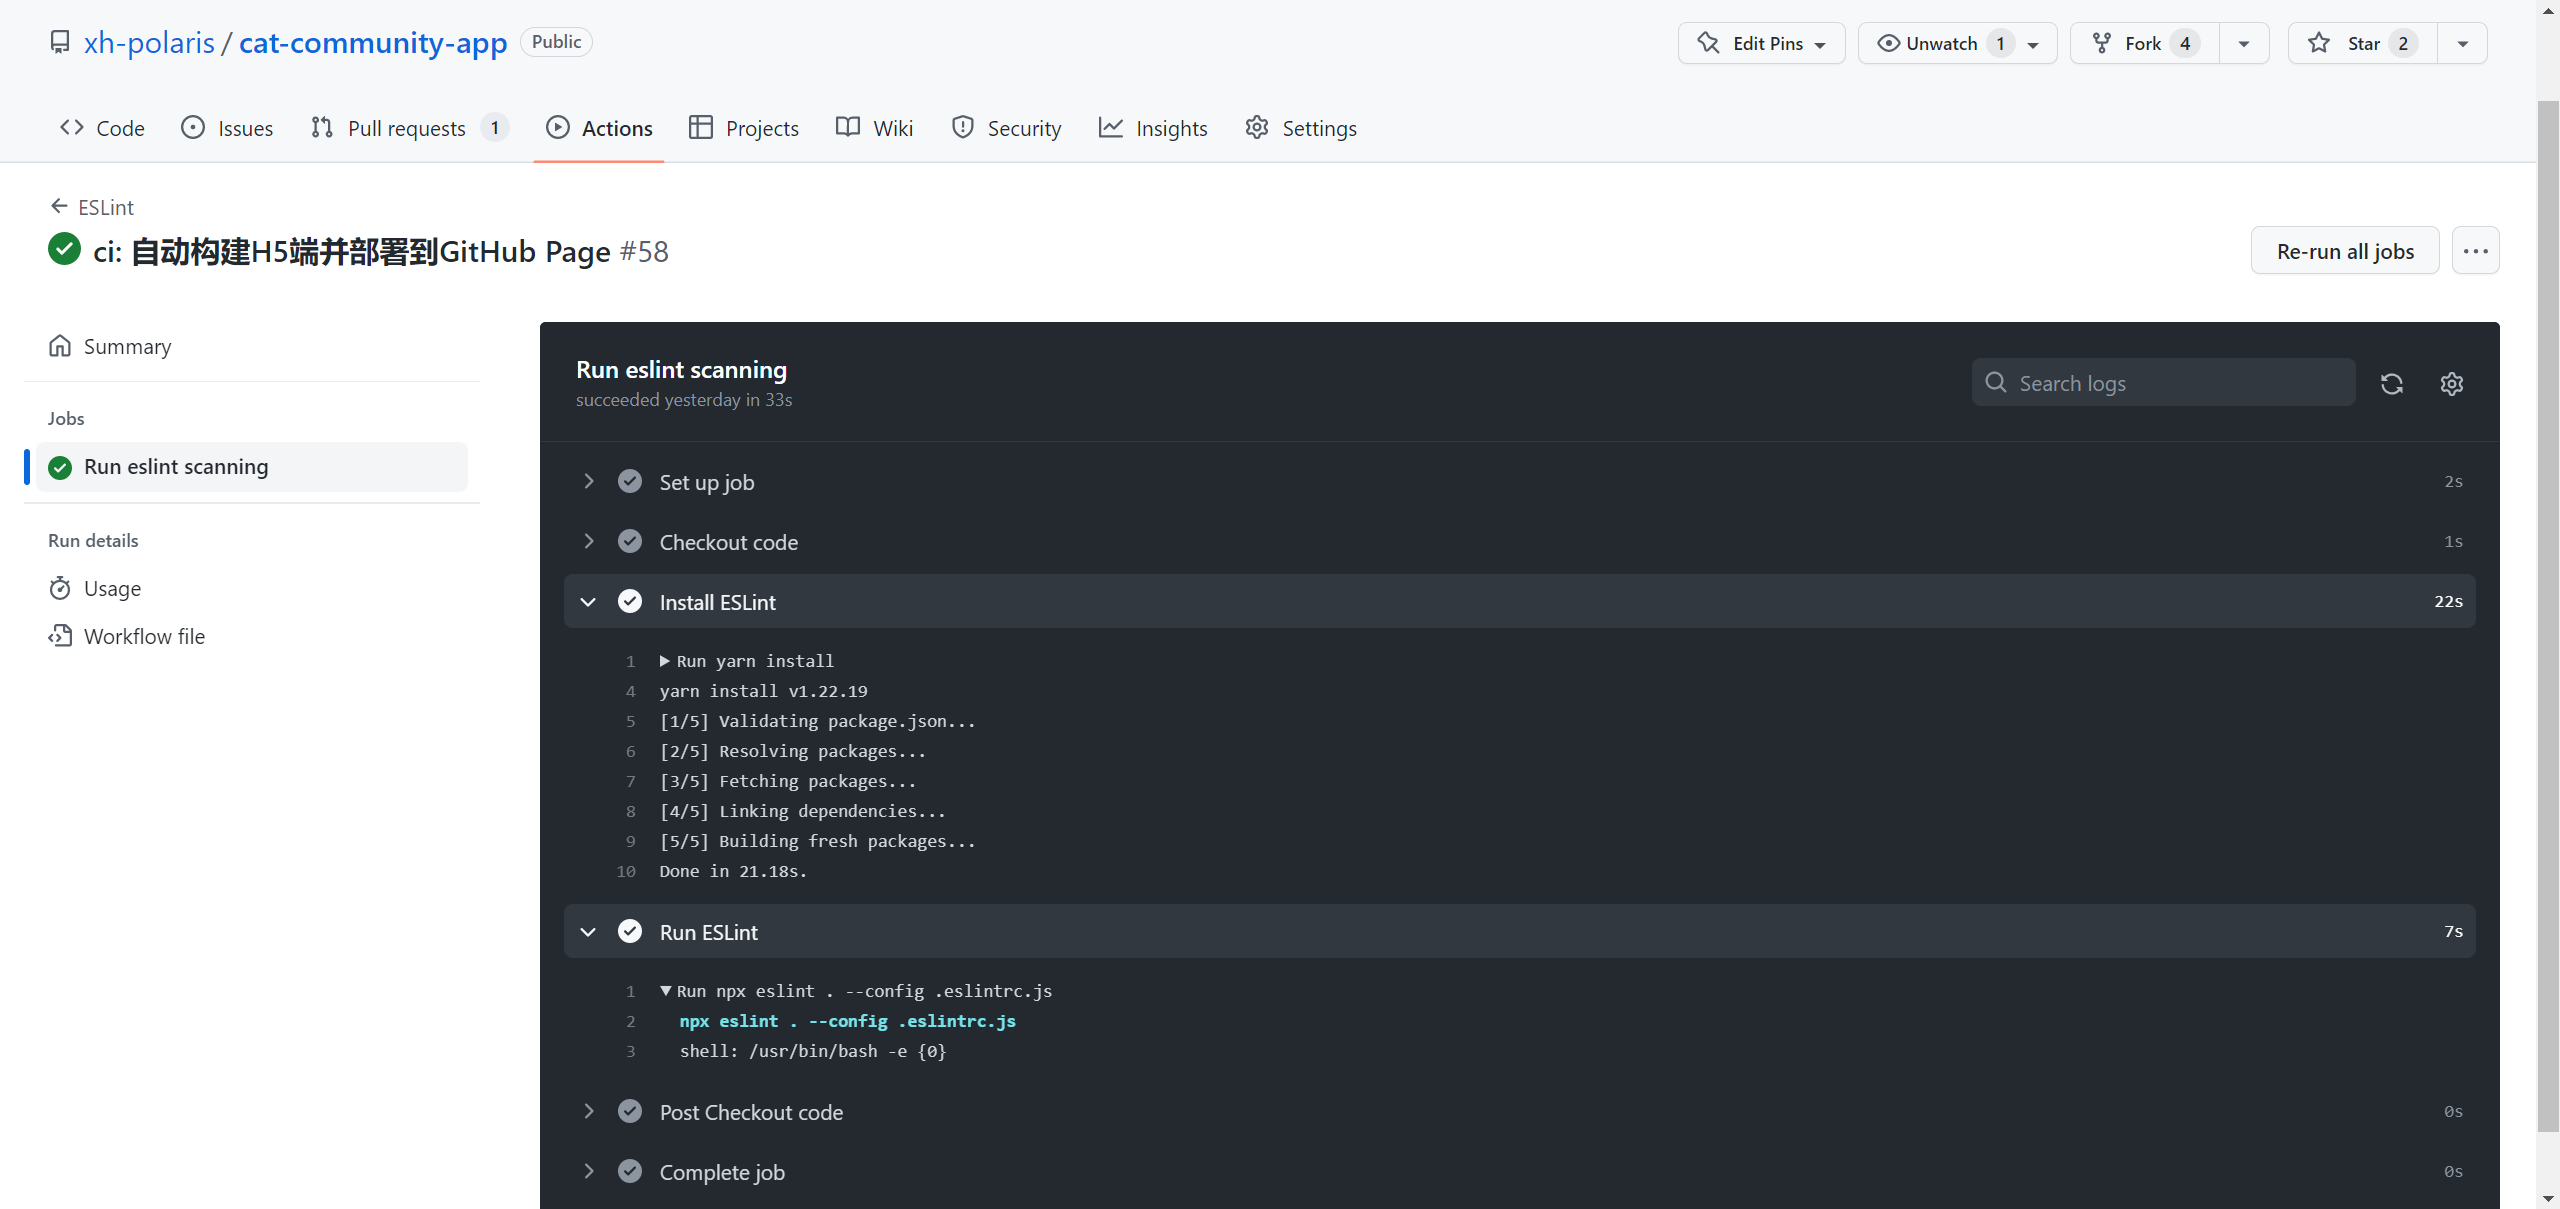 xh-polaris / cat-community-app Public
Edit Pins Unwatch 1 Fork 4 Star 2
Code Issues Pull requests 1 Actions Projects Wiki Security Insights Settings
ESLint
ci: 自动构建H5端并部署到GitHub Page #58
Re-run all jobs
Summary
Jobs
Run eslint scanning
Run details
Usage
Workflow file
Run eslint scanning
succeeded yesterday in 33s
Search logs
Set up job 2s
Checkout code 1s
Install ESLint 22s
1 Run yarn install
4 yarn install v1.22.19
5 [1/5] Validating package.json...
6 [2/5] Resolving packages...
7 [3/5] Fetching packages...
8 [4/5] Linking dependencies...
9 [5/5] Building fresh packages...
10 Done in 21.18s.
Run ESLint 7s
1 Run npx eslint . --config .eslintrc.js
2 npx eslint . --config .eslintrc.js
3 shell: /usr/bin/bash -e {0}
Post Checkout code 0s
Complete job 0s